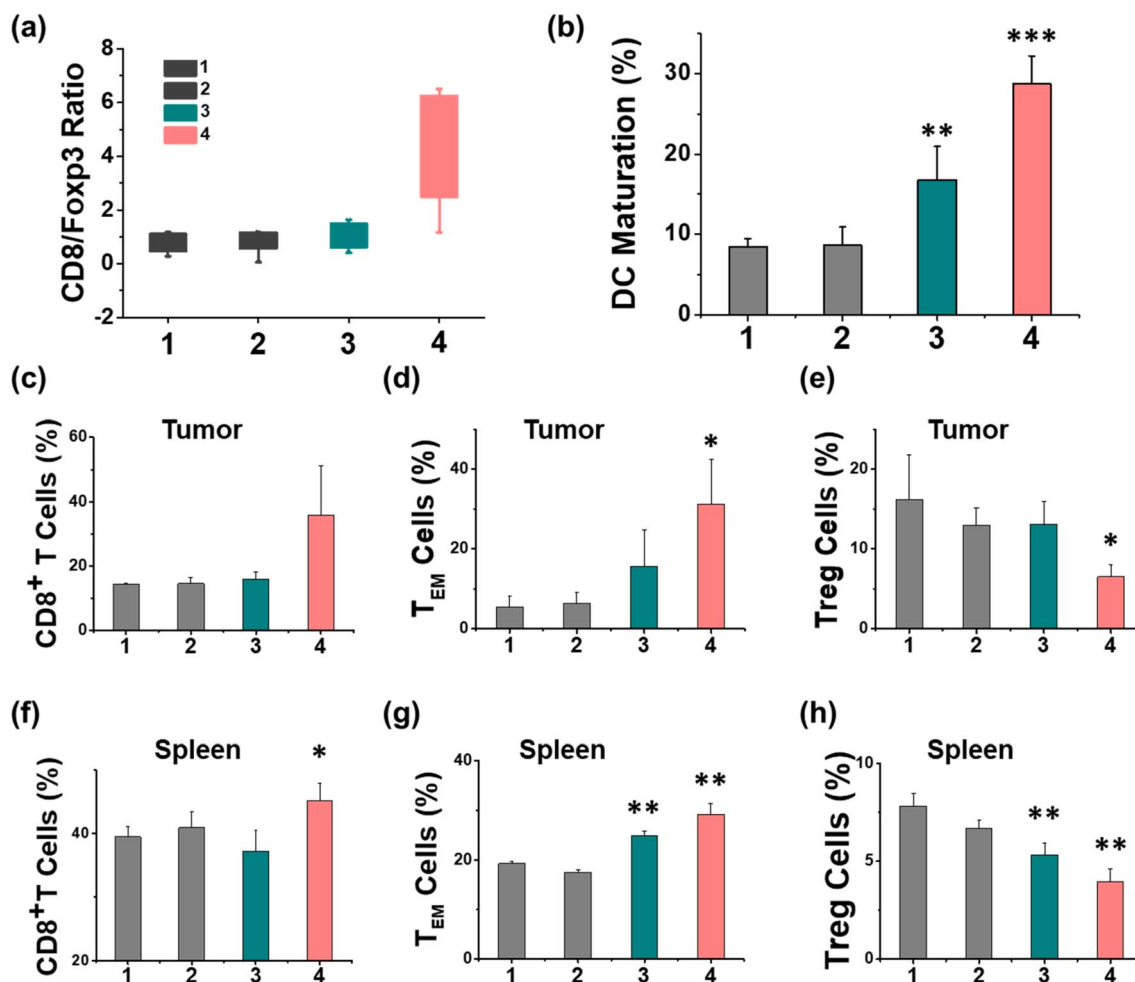 (a)
CD8/Foxp3 Ratio
8
6
4
2
0
-2
1
2
3
4
1 2 3 4
(b)
DC Maturation (%)
30
20
10
0
** ***
1 2 3 4
(c)
Tumor
CD8+ T Cells (%)
60
40
20
0
1 2 3 4
(d)
Tumor
TEM Cells (%)
40
20
0
*
1 2 3 4
(e)
Tumor
Treg Cells (%)
20
10
0
*
1 2 3 4
(f)
Spleen
CD8+T Cells (%)
40
20
*
1 2 3 4
(g)
Spleen
TEM Cells (%)
40
20
0
** **
1 2 3 4
(h)
Spleen
Treg Cells (%)
10
5
0
** **
1 2 3 4